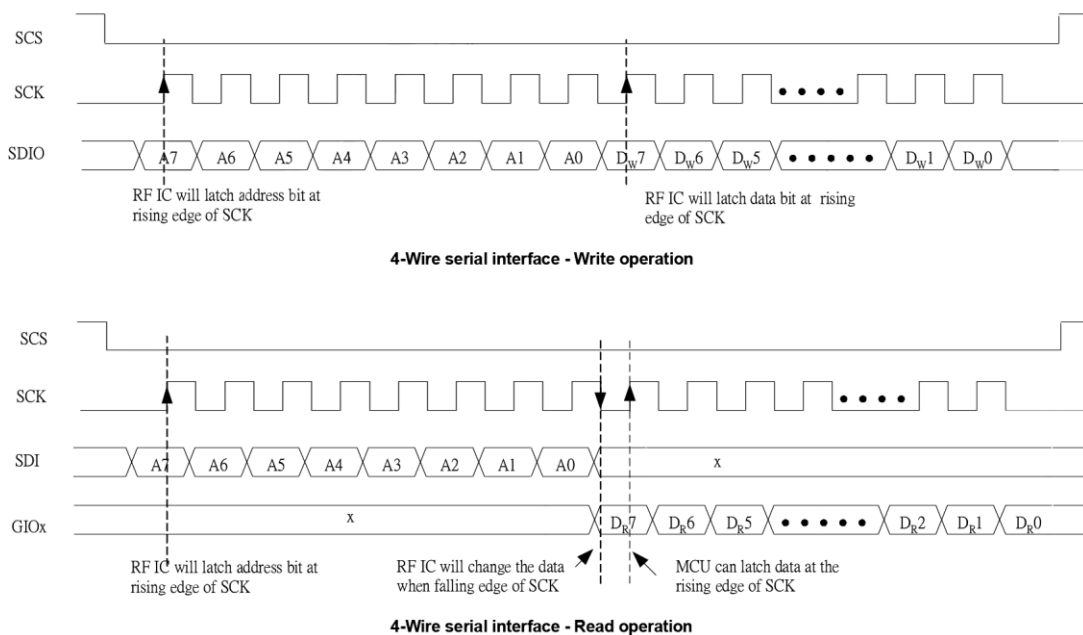 SCS
SCK
SDIO A7 A6 A5 A4 A3 A2 A1 A0 DW7 DW6 DW5 DW1 DW0
RF IC will latch address bit at
rising edge of SCK
RF IC will latch data bit at rising
edge of SCK
4-Wire serial interface - Write operation
SCS
SCK
SDI A7 A6 A5 A4 A3 A2 A1 A0 x
GIOx x DR7 DR6 DR5 DR2 DR1 DR0
RF IC will latch address bit at
rising edge of SCK
RF IC will change the data
when falling edge of SCK
MCU can latch data at the
rising edge of SCK
4-Wire serial interface - Read operation